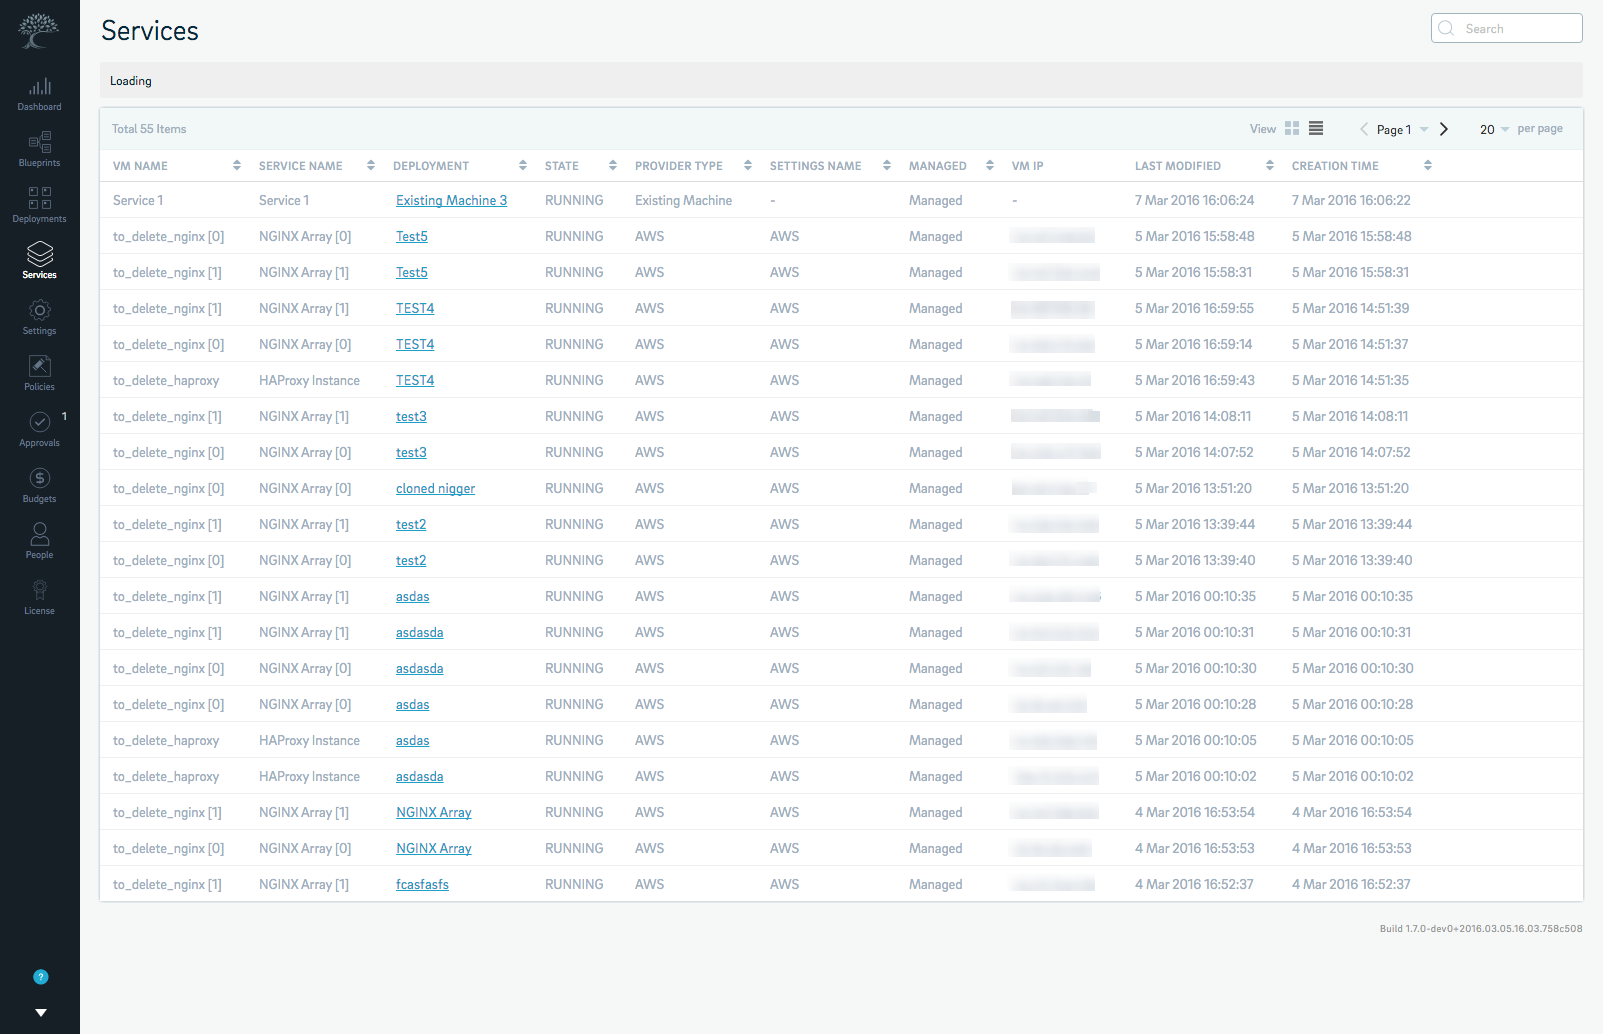 Services
Search
Loading
Total 55 Items View Page 1 20 per page
VM NAME SERVICE NAME DEPLOYMENT STATE PROVIDER TYPE SETTINGS NAME MANAGED VM IP LAST MODIFIED CREATION TIME
Service 1 Service 1 Existing Machine 3 RUNNING Existing Machine - Managed - 7 Mar 2016 16:06:24 7 Mar 2016 16:06:22
to_delete_nginx [0] NGINX Array [0] Test5 RUNNING AWS AWS Managed 5 Mar 2016 15:58:48 5 Mar 2016 15:58:48
to_delete_nginx [1] NGINX Array [1] Test5 RUNNING AWS AWS Managed 5 Mar 2016 15:58:31 5 Mar 2016 15:58:31
to_delete_nginx [1] NGINX Array [1] TEST4 RUNNING AWS AWS Managed 5 Mar 2016 16:59:55 5 Mar 2016 14:51:39
to_delete_nginx [0] NGINX Array [0] TEST4 RUNNING AWS AWS Managed 5 Mar 2016 16:59:14 5 Mar 2016 14:51:37
to_delete_haproxy HAProxy Instance TEST4 RUNNING AWS AWS Managed 5 Mar 2016 16:59:43 5 Mar 2016 14:51:35
to_delete_nginx [1] NGINX Array [1] test3 RUNNING AWS AWS Managed 5 Mar 2016 14:08:11 5 Mar 2016 14:08:11
to_delete_nginx [0] NGINX Array [0] test3 RUNNING AWS AWS Managed 5 Mar 2016 14:07:52 5 Mar 2016 14:07:52
to_delete_nginx [0] NGINX Array [0] cloned nigger RUNNING AWS AWS Managed 5 Mar 2016 13:51:20 5 Mar 2016 13:51:20
to_delete_nginx [1] NGINX Array [1] test2 RUNNING AWS AWS Managed 5 Mar 2016 13:39:44 5 Mar 2016 13:39:44
to_delete_nginx [0] NGINX Array [0] test2 RUNNING AWS AWS Managed 5 Mar 2016 13:39:40 5 Mar 2016 13:39:40
to_delete_nginx [1] NGINX Array [1] asdas RUNNING AWS AWS Managed 5 Mar 2016 00:10:35 5 Mar 2016 00:10:35
to_delete_nginx [1] NGINX Array [1] asdasda RUNNING AWS AWS Managed 5 Mar 2016 00:10:31 5 Mar 2016 00:10:31
to_delete_nginx [0] NGINX Array [0] asdasda RUNNING AWS AWS Managed 5 Mar 2016 00:10:30 5 Mar 2016 00:10:30
to_delete_nginx [0] NGINX Array [0] asdas RUNNING AWS AWS Managed 5 Mar 2016 00:10:28 5 Mar 2016 00:10:28
to_delete_haproxy HAProxy Instance asdas RUNNING AWS AWS Managed 5 Mar 2016 00:10:05 5 Mar 2016 00:10:05
to_delete_haproxy HAProxy Instance asdasda RUNNING AWS AWS Managed 5 Mar 2016 00:10:02 5 Mar 2016 00:10:02
to_delete_nginx [1] NGINX Array [1] NGINX Array RUNNING AWS AWS Managed 4 Mar 2016 16:53:54 4 Mar 2016 16:53:54
to_delete_nginx [0] NGINX Array [0] NGINX Array RUNNING AWS AWS Managed 4 Mar 2016 16:53:53 4 Mar 2016 16:53:53
to_delete_nginx [1] NGINX Array [1] fcasfasfs RUNNING AWS AWS Managed 4 Mar 2016 16:52:37 4 Mar 2016 16:52:37
Build 1.7.0-dev0+2016.03.05.16.03.758c508
Dashboard
Blueprints
Deployments
Services
Settings
Policies
1
Approvals
Budgets
People
License
?